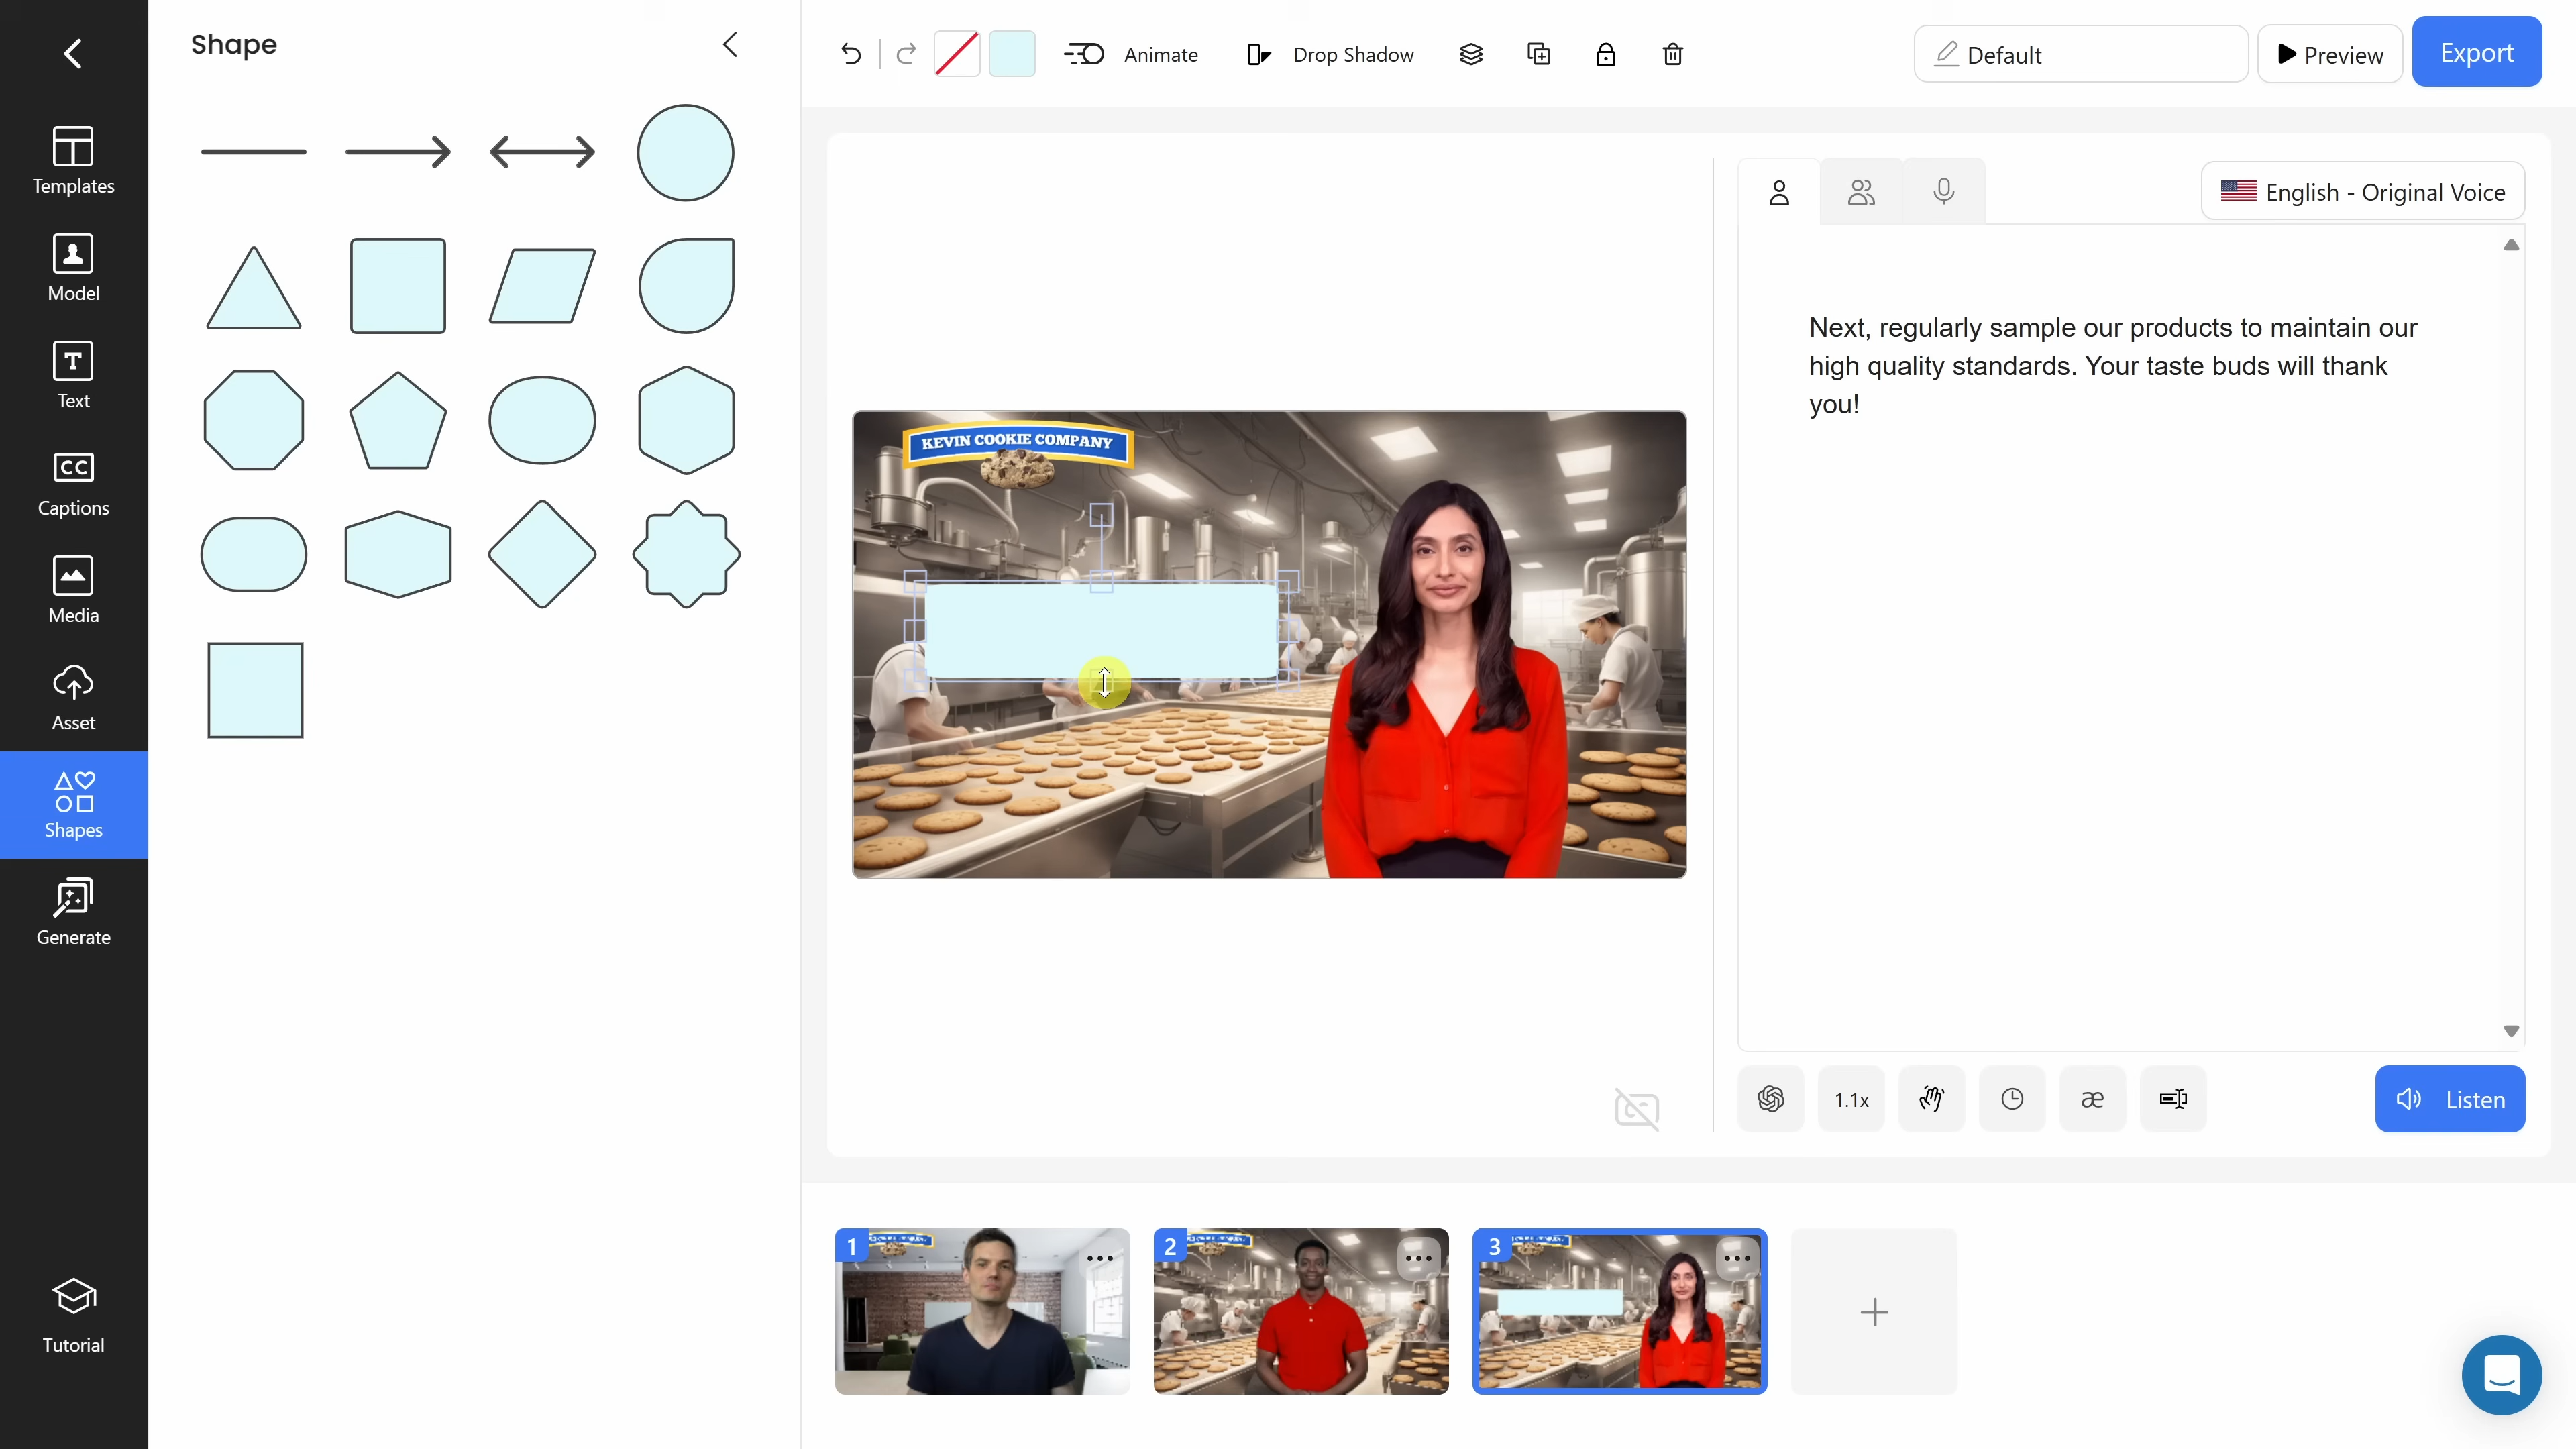 Shape
Templates
Model
Text
Captions
Media
Asset
Shapes
Generate
Tutorial
Animate
Drop Shadow
Default
Preview
Export
English - Original Voice
Next, regularly sample our products to maintain our
high quality standards. Your taste buds will thank
you!
KEVIN COOKIE COMPANY
T
CC
1.1x
æ
Listen
1
2
3